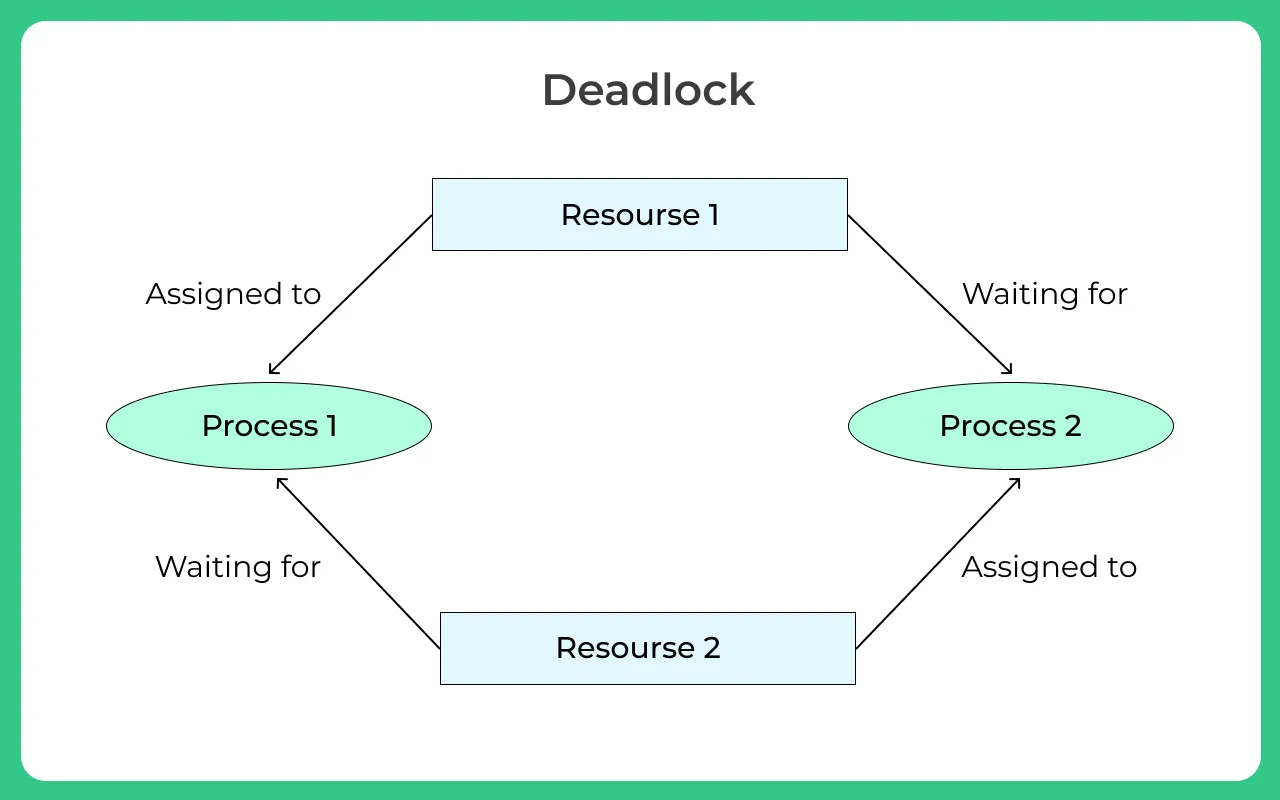 Deadlock
Resourse 1
Assigned to
Waiting for
Process 1
Process 2
Waiting for
Assigned to
Resourse 2